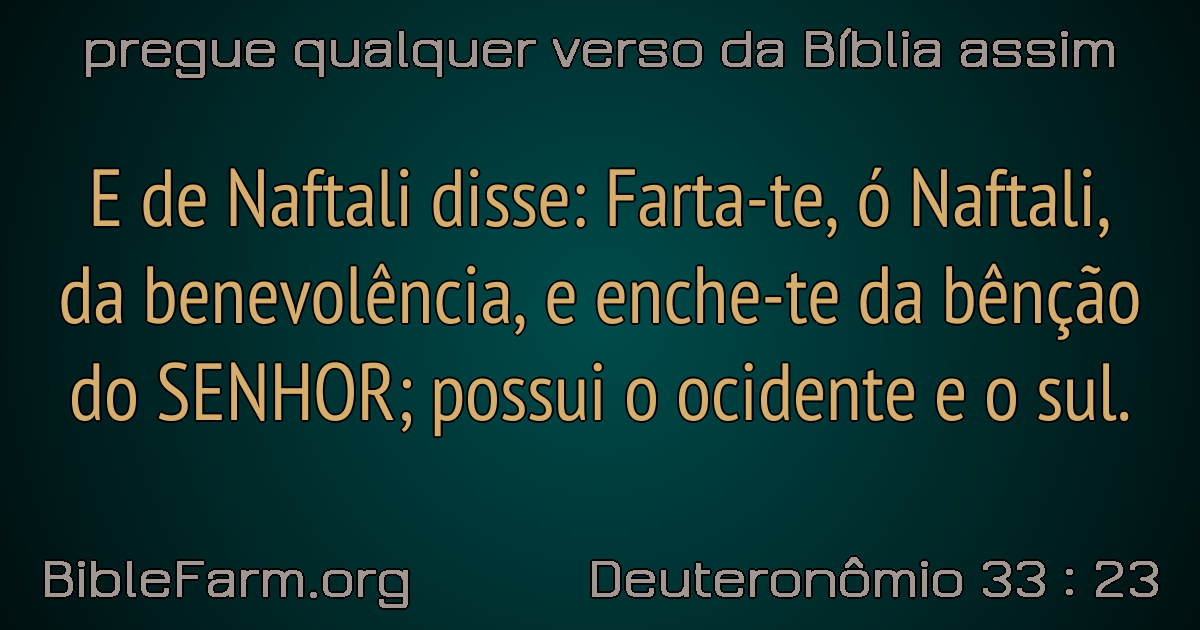 pregue qualquer verso da Bíblia assim
E de Naftali disse: Farta-te, ó Naftali,
da benevolência, e enche-te da bênção
do SENHOR; possui o ocidente e o sul.
BibleFarm.org
Deuteronômio 33 : 23